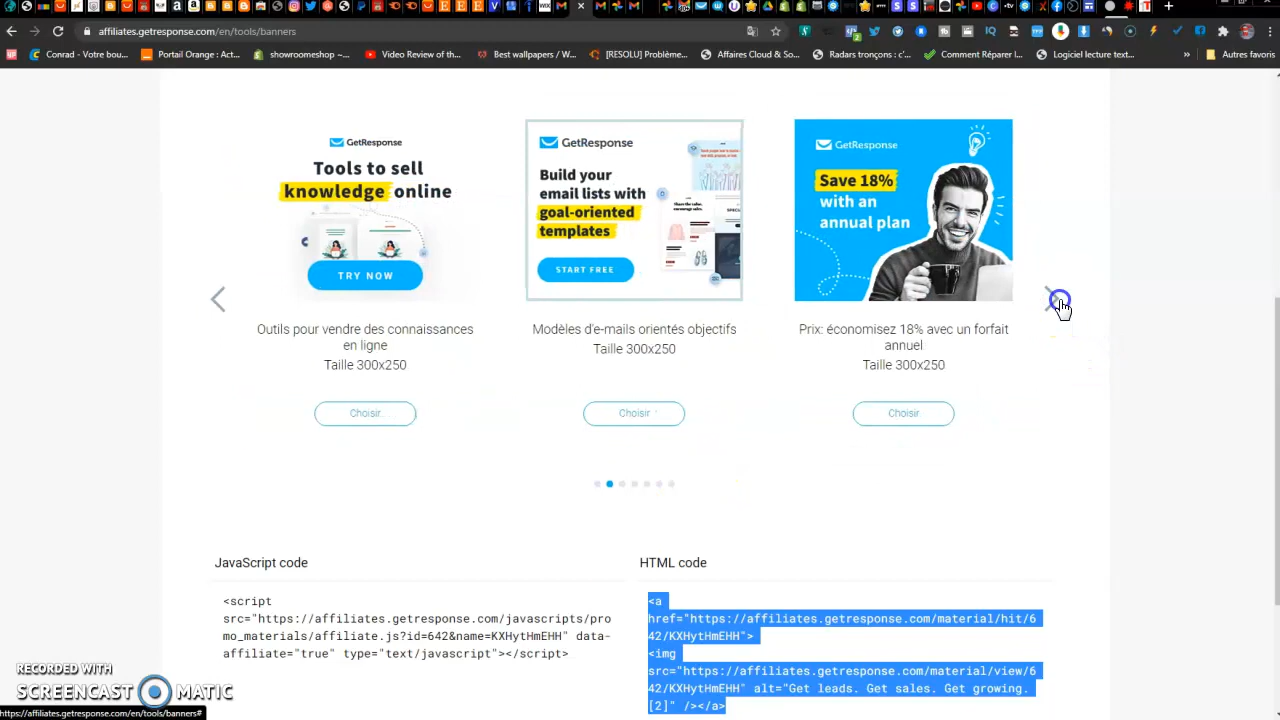 WIX
affiliates.getresponse.com/en/tools/banners
Conrad - Votre bou...
Portail Orange : Act...
showroomeshop ~...
Video Review of the...
Best wallpapers / W...
[RESOLU] Problème...
Affaires Cloud & So...
Radars tronçons : c'...
Comment Réparer l...
Logiciel lecture text...
»
Autres favoris
GetResponse
Tools to sell
knowledge online
TRY NOW
GetResponse
Build your
email lists with
goal-oriented
templates
START FREE
GetResponse
Save 18%
with an
annual plan
Outils pour vendre des connaissances
en ligne
Taille 300x250
Modèles d'e-mails orientés objectifs
Taille 300x250
Prix: économisez 18% avec un forfait
annuel
Taille 300x250
Choisir
Choisir
Choisir
JavaScript code
<script
src="https://affiliates.getresponse.com/javascripts/pro
mo_materials/affiliate.js?id=642&name=KXHytHmEHH" data-
affiliate="true" type="text/javascript"></script>
HTML code
<a
href="https://affiliates.getresponse.com/material/hit/6
42/KXHytHmEHH">
<img
src="https://affiliates.getresponse.com/material/view/6
42/KXHytHmEHH" alt="Get leads. Get sales. Get growing.
[2]" /></a>
RECORDED WITH
SCREENCAST MATIC
https://affiliates.getresponse.com/en/tools/banners#